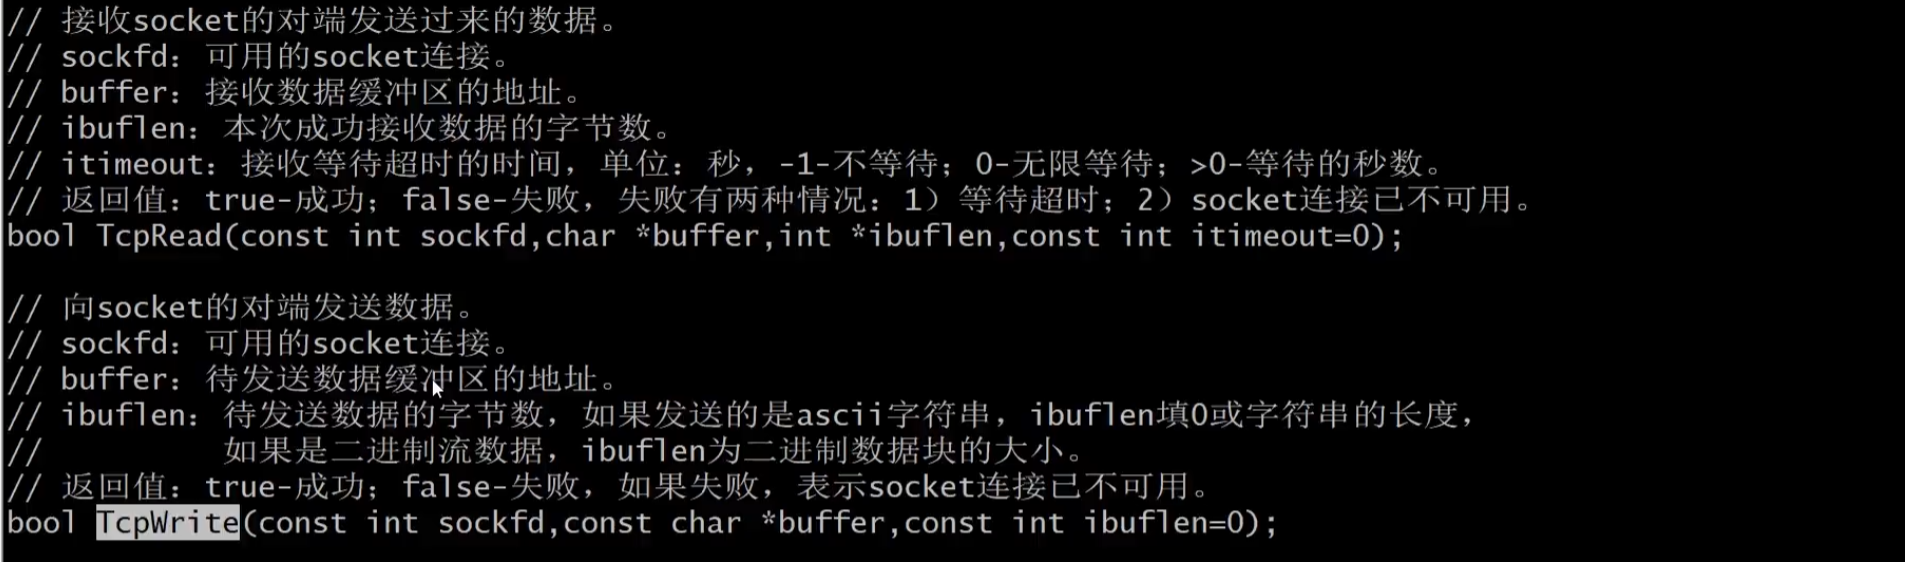 // 接收socket的对端发送过来的数据。
// sockfd：可用的socket连接。
// buffer：接收数据缓冲区的地址。
// ibuflen：本次成功接收数据的字节数。
// itimeout：接收等待超时的时间，单位：秒，-1-不等待；0-无限等待；>0-等待的秒数。
// 返回值：true-成功；false-失败，失败有两种情况：1）等待超时；2）socket连接已不可用。
bool TcpRead(const int sockfd,char *buffer,int *ibuflen,const int itimeout=0);
// 向socket的对端发送数据。
// sockfd：可用的socket连接。
// buffer：待发送数据缓冲区的地址。
// ibuflen：待发送数据的字节数，如果发送的是ascii字符串，ibuflen填0或字符串的长度，
//          如果是二进制流数据，ibuflen为二进制数据块的大小。
// 返回值：true-成功；false-失败，如果失败，表示socket连接已不可用。
bool TcpWrite(const int sockfd,const char *buffer,const int ibuflen=0);